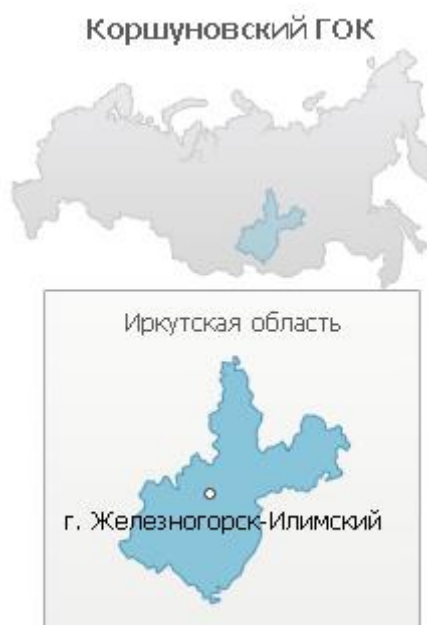 Коршуновский ГОК
Иркутская область
г. Железногорск-Илимский